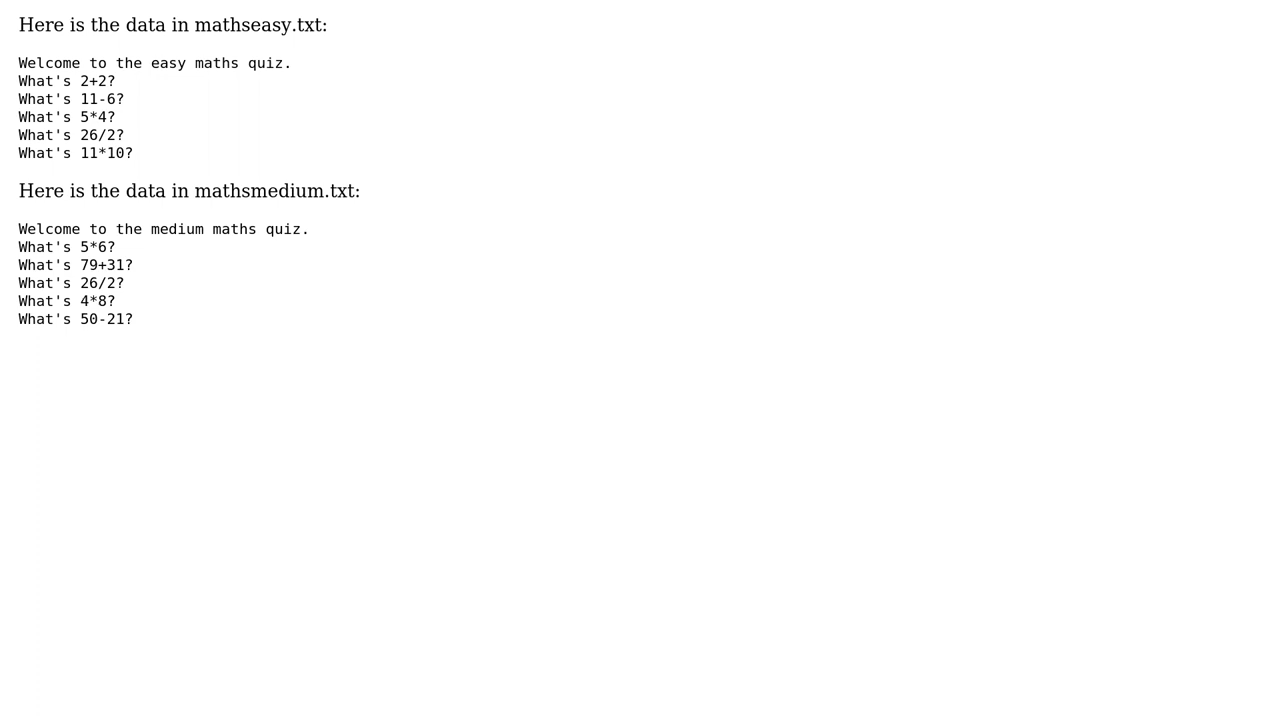 Here is the data in mathseasy.txt:
Welcome to the easy maths quiz.
What's 2+2?
What's 11-6?
What's 5*4?
What's 26/2?
What's 11*10?
Here is the data in mathsmedium.txt:
Welcome to the medium maths quiz.
What's 5*6?
What's 79+31?
What's 26/2?
What's 4*8?
What's 50-21?